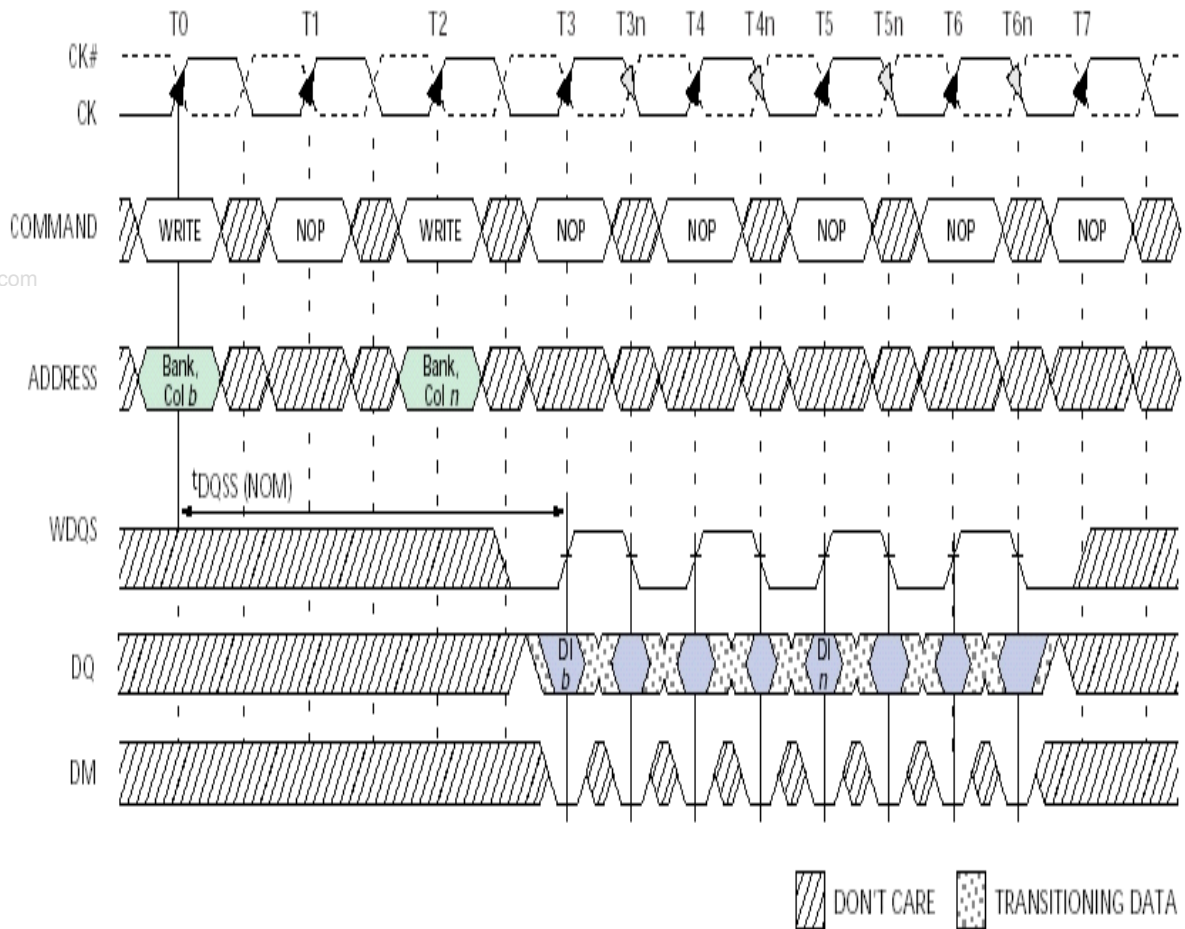 T0 T1 T2 T3 T3n T4 T4n T5 T5n T6 T6n T7
CK#
CK
COMMAND WRITE NOP WRITE NOP NOP NOP NOP NOP
com
ADDRESS Bank, Col b Bank, Col n
tDQSS (NOM)
WDQS
DQ DI b DI n
DM
DON'T CARE TRANSITIONING DATA